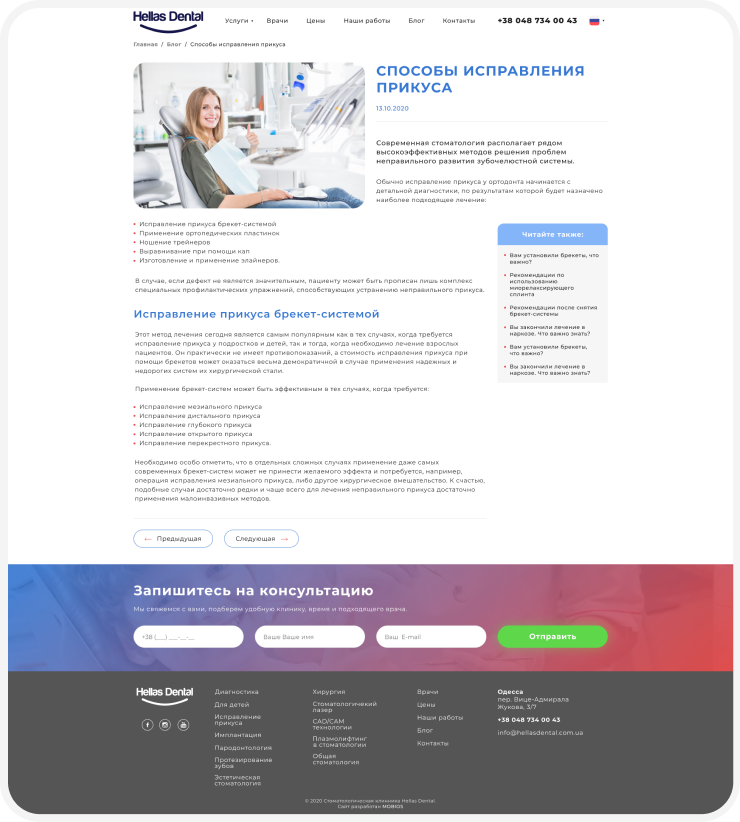 Hellas Dental
Услуги Врачи Цены Наши работы Блог Контакты +38 048 734 00 43
Главная / Блог / Способы исправления прикуса
СПОСОБЫ ИСПРАВЛЕНИЯ
ПРИКУСА
13.10.2020
Современная стоматология располагает рядом
высокоэффективных методов решения проблем
неправильного развития зубочелюстной системы.
Обычно исправление прикуса у ортодонта начинается с
детальной диагностики, по результатам которой будет назначено
наиболее подходящее лечение:
Исправление прикуса брекет-системой
Применение ортопедических пластинок
Ношение трейнеров
Выравнивание при помощи кап
Изготовление и применение элайнеров.
В случае, если дефект не является значительным, пациенту может быть прописан лишь комплекс
специальных профилактических упражнений, способствующих устранению неправильного прикуса.
Исправление прикуса брекет-системой
Этот метод лечения сегодня является самым популярным как в тех случаях, когда требуется
исправление прикуса у подростков и детей, так и тогда, когда необходимо лечение взрослых
пациентов. Он практически не имеет противопоказаний, а стоимость исправления прикуса при
помощи брекетов может оказаться весьма демократичной в случае применения надежных и
недорогих систем их хирургической стали.
Применение брекет-систем может быть эффективным в тех случаях, когда требуется:
Исправление мезиального прикуса
Исправление дистального прикуса
Исправление глубокого прикуса
Исправление открытого прикуса
Исправление перекрестного прикуса.
Необходимо особо отметить, что в отдельных сложных случаях применение даже самых
современных брекет-систем может не принести желаемого эффекта и потребуется, например,
операция исправления мезиального прикуса, либо другое хирургическое вмешательство. К счастью,
подобные случаи достаточно редки и чаще всего для лечения неправильного прикуса достаточно
применения малоинвазивных методов.
Предыдущая
Следующая
Читайте также:
Вам установили брекеты, что
важно?
Рекомендации по
использованию
миорелаксирующего
сплинта
Рекомендации после снятия
брекет-системы
Вы закончили лечение в
наркозе. Что важно знать?
Вам установили брекеты,
что важно?
Вы закончили лечение в
наркозе. Что важно знать?
Запишитесь на консультацию
Мы свяжемся с вами, подберем удобную клинику, время и подходящего врача.
+38 (___) ___-__-__
Ваше Ваше имя
Ваш E-mail
Отправить
Hellas Dental
Диагностика
Для детей
Исправление
прикуса
Имплантация
Пародонтология
Протезирование
зубов
Эстетическая
стоматология
Хирургия
Стоматологичекий
лазер
CAD/CAM
технологии
Плазмолифтинг
в стоматологии
Общая
стоматология
Врачи
Цены
Наши работы
Блог
Контакты
Одесса
пер. Вице-Адмирала
Жукова, 3/7
+38 048 734 00 43
info@hellasdental.com.ua
© 2020 Стоматологическая клиника Hellas Dental.
Сайт разработан MOBIOS